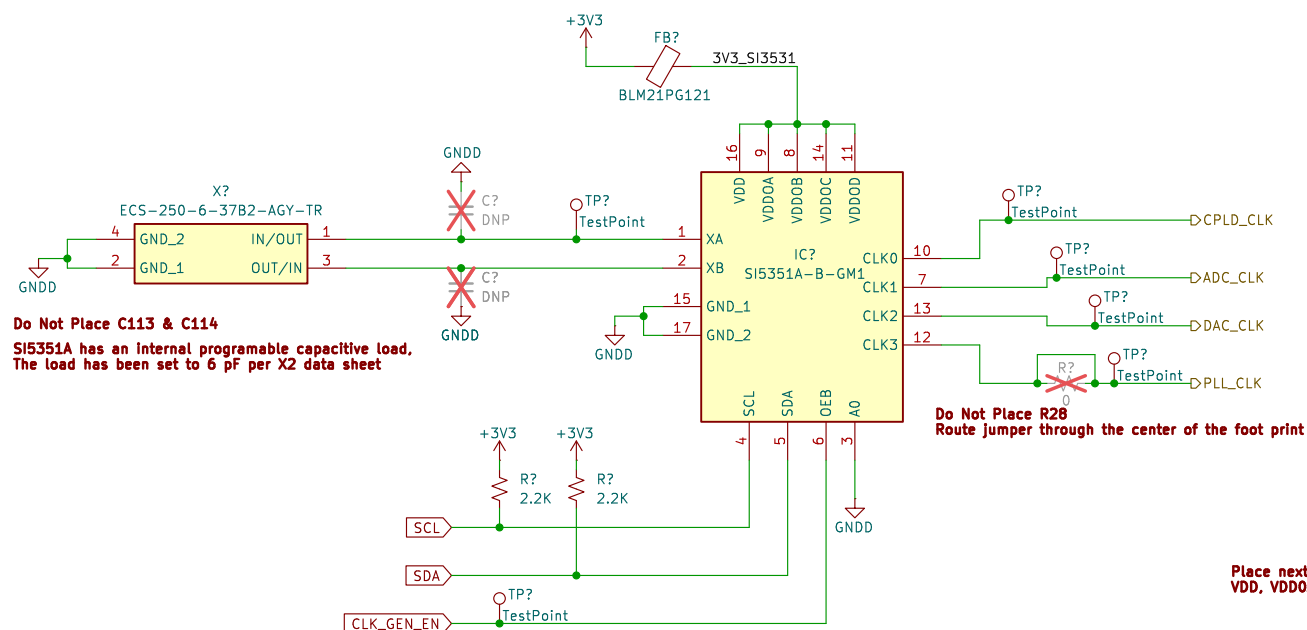 +3V3
FB?
3V3_SI3531
BLM21PG121
GNDD
C?
DNP
TP?
TestPoint
X?
ECS-250-6-37B2-AGY-TR
4 GND_2 IN/OUT 1
2 GND_1 OUT/IN 3
GNDD
C?
DNP
GNDD
Do Not Place C113 & C114
SI5351A has an internal programable capacitive load,
The load has been set to 6 pF per X2 data sheet
16 9 8 14 11
VDD VDDOA VDDOB VDDOC VDDOD
1 XA
2 XB
15 GND_1
17 GND_2
GNDD
IC?
SI5351A-B-GM1
CLK0 10
CLK1 7
CLK2 13
CLK3 12
SCL SDA OEB A0
4 5 6 3
TP?
TestPoint
CPLD_CLK
TP?
TestPoint
ADC_CLK
TP?
TestPoint
DAC_CLK
R?
0
TP?
TestPoint
PLL_CLK
Do Not Place R28
Route jumper through the center of the foot print
+3V3
+3V3
R?
2.2K
R?
2.2K
GNDD
SCL
SDA
TP?
TestPoint
CLK_GEN_EN
Place next
VDD, VDDO